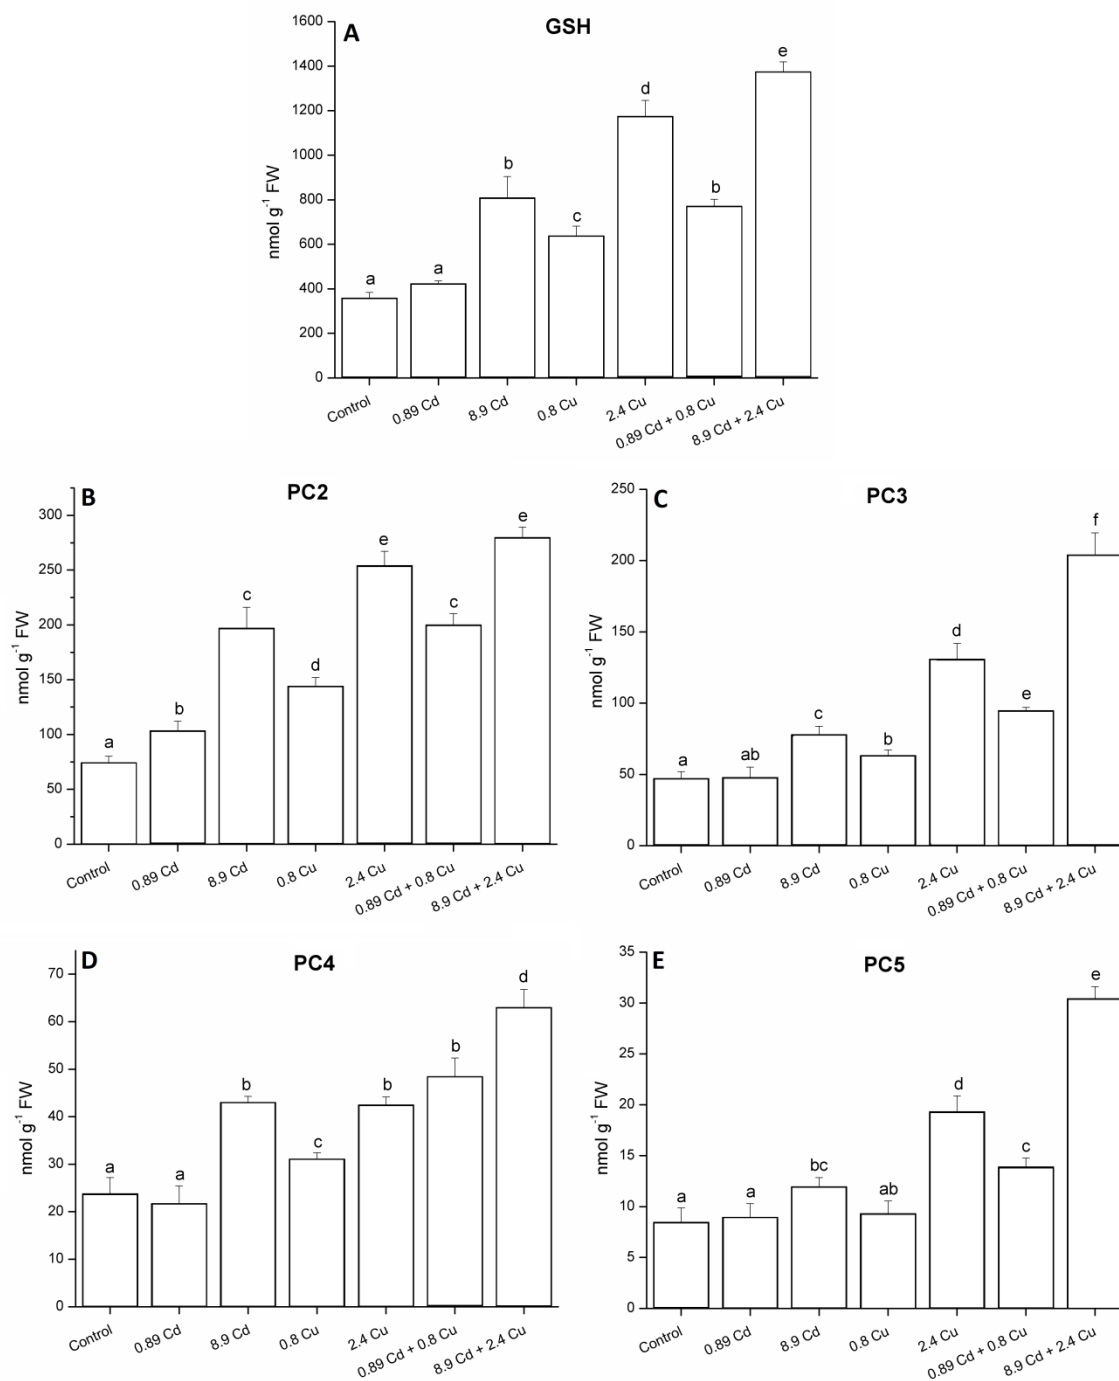 A
GSH
1600
1400
1200
1000
800
600
400
200
0
nmol g⁻¹ FW
a
a
b
c
d
b
e
Control
0.89 Cd
8.9 Cd
0.8 Cu
2.4 Cu
0.89 Cd + 0.8 Cu
8.9 Cd + 2.4 Cu
B
PC2
300
250
200
150
100
50
0
nmol g⁻¹ FW
a
b
c
d
e
c
e
Control
0.89 Cd
8.9 Cd
0.8 Cu
2.4 Cu
0.89 Cd + 0.8 Cu
8.9 Cd + 2.4 Cu
C
PC3
250
200
150
100
50
0
nmol g⁻¹ FW
a
ab
c
b
d
e
f
Control
0.89 Cd
8.9 Cd
0.8 Cu
2.4 Cu
0.89 Cd + 0.8 Cu
8.9 Cd + 2.4 Cu
D
PC4
70
60
50
40
30
20
10
0
nmol g⁻¹ FW
a
a
b
c
b
b
d
Control
0.89 Cd
8.9 Cd
0.8 Cu
2.4 Cu
0.89 Cd + 0.8 Cu
8.9 Cd + 2.4 Cu
E
PC5
35
30
25
20
15
10
5
0
nmol g⁻¹ FW
a
a
bc
ab
d
c
e
Control
0.89 Cd
8.9 Cd
0.8 Cu
2.4 Cu
0.89 Cd + 0.8 Cu
8.9 Cd + 2.4 Cu